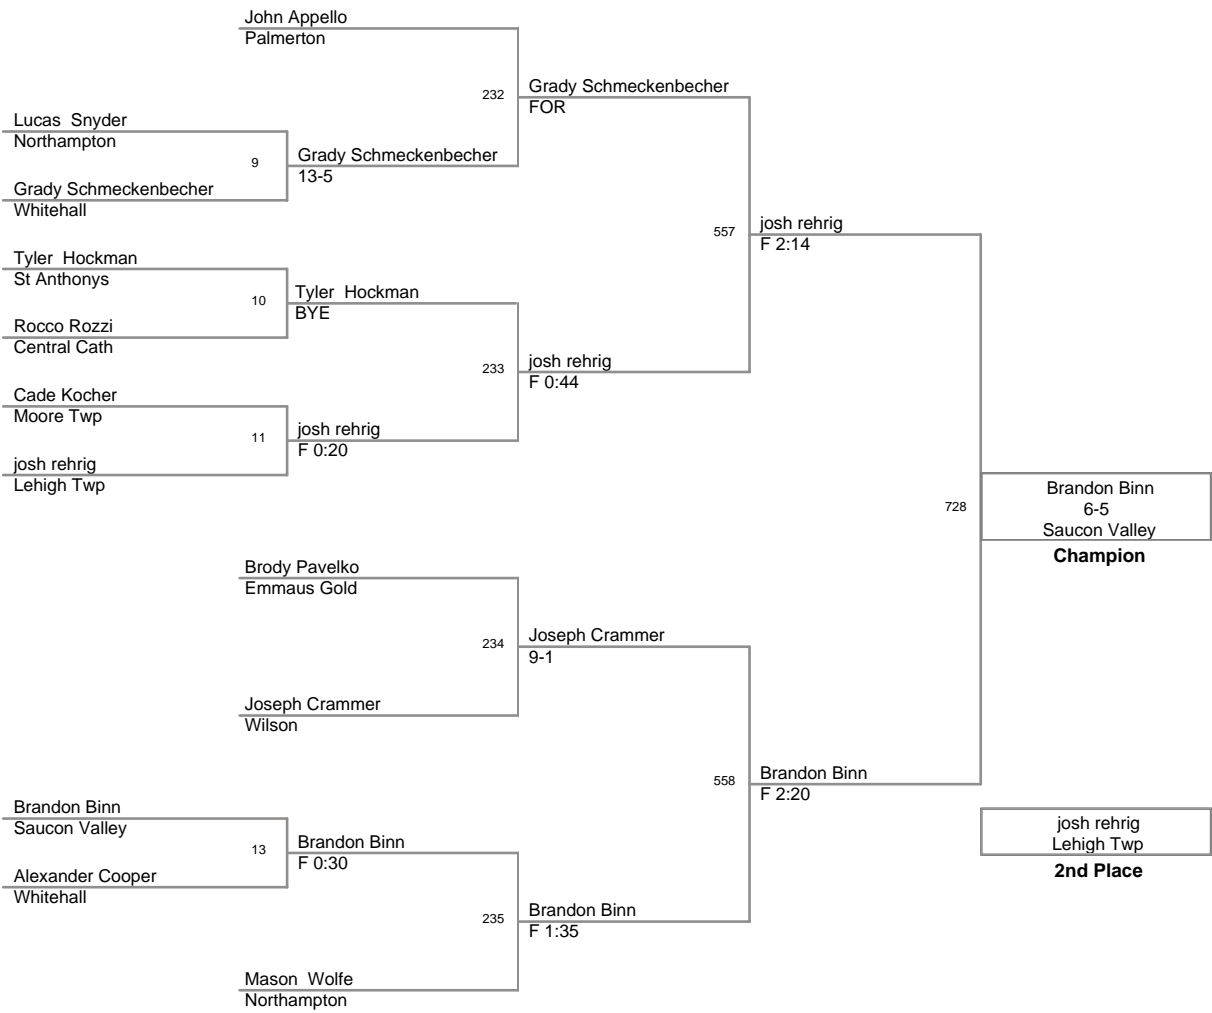 John Appello
Palmerton
232
Grady Schmeckenbecher
FOR
Lucas  Snyder
Northampton
9
Grady Schmeckenbecher
13-5
Grady Schmeckenbecher
Whitehall
557
josh rehrig
F 2:14
Tyler  Hockman
St Anthonys
10
Tyler  Hockman
BYE
Rocco Rozzi
Central Cath
233
josh rehrig
F 0:44
Cade Kocher
Moore Twp
11
josh rehrig
F 0:20
josh rehrig
Lehigh Twp
728
Brandon Binn
6-5
Saucon Valley
Champion
Brody Pavelko
Emmaus Gold
234
Joseph Crammer
9-1
Joseph Crammer
Wilson
558
Brandon Binn
F 2:20
Brandon Binn
Saucon Valley
13
Brandon Binn
F 0:30
Alexander Cooper
Whitehall
josh rehrig
Lehigh Twp
2nd Place
235
Brandon Binn
F 1:35
Mason  Wolfe
Northampton